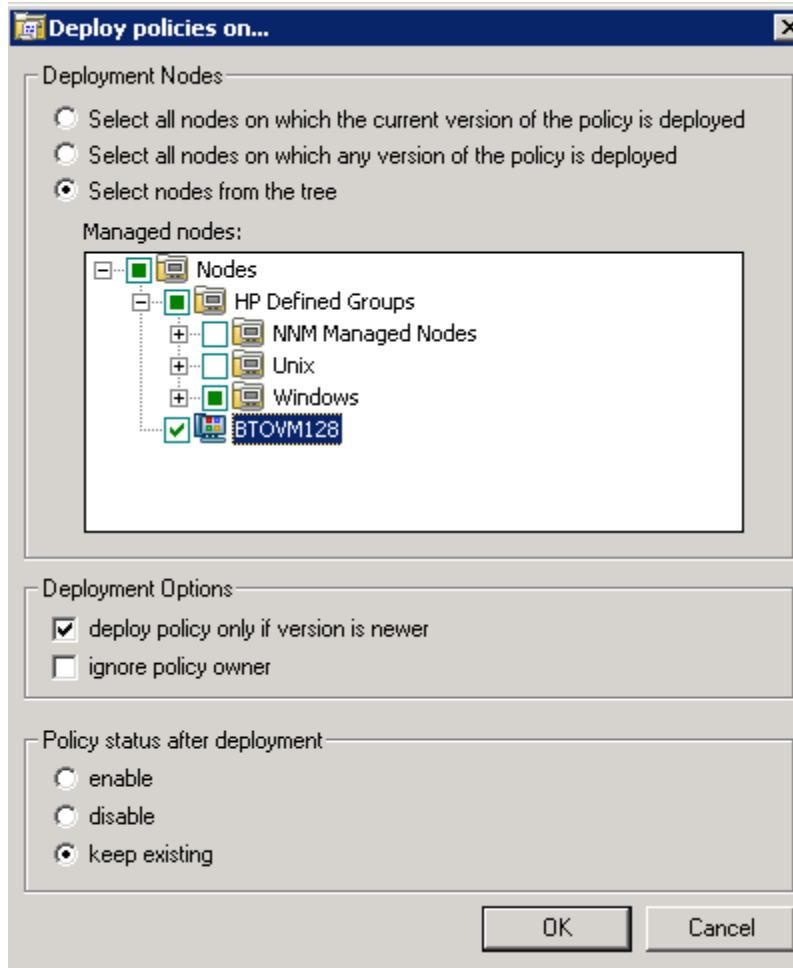 Deploy policies on...
Deployment Nodes
Select all nodes on which the current version of the policy is deployed
Select all nodes on which any version of the policy is deployed
Select nodes from the tree
Managed nodes:
Nodes
HP Defined Groups
NNM Managed Nodes
Unix
Windows
BTOVM128
Deployment Options
deploy policy only if version is newer
ignore policy owner
Policy status after deployment
enable
disable
keep existing
OK Cancel